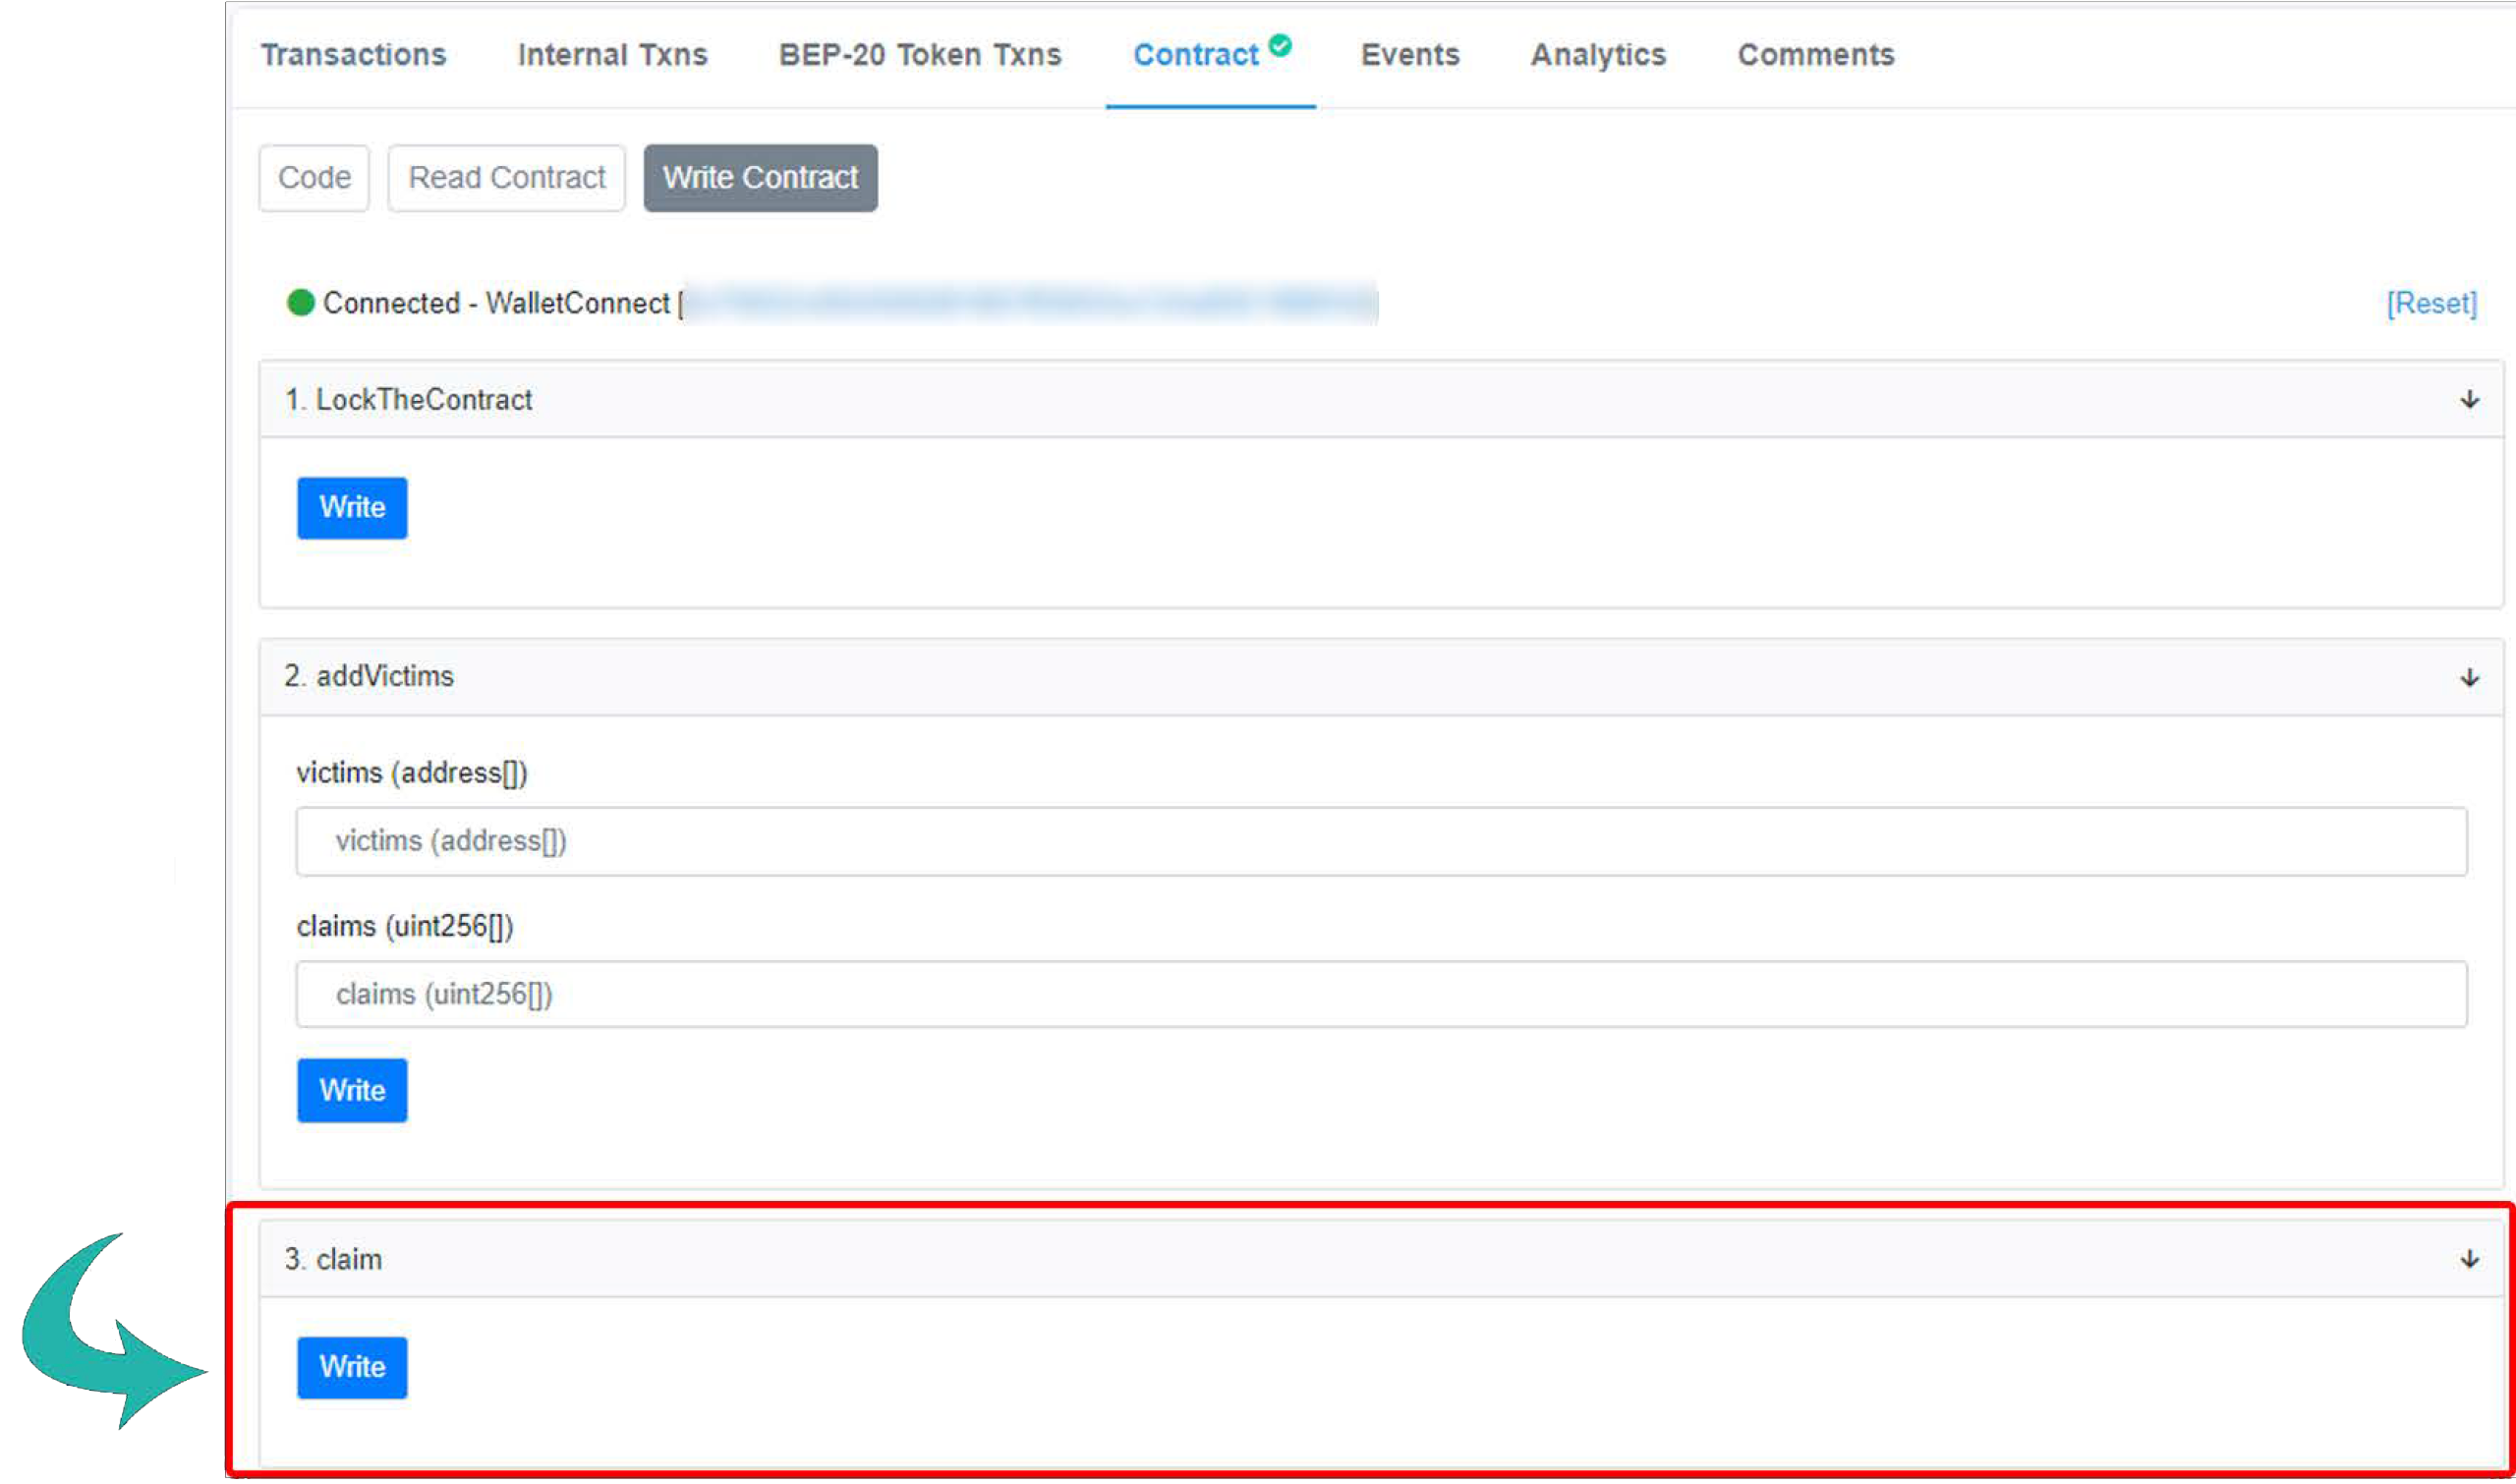 Transactions Internal Txns BEP-20 Token Txns Contract Events Analytics Comments
Code Read Contract Write Contract
Connected - WalletConnect [ [Reset]
1. LockTheContract
Write
2. addVictims
victims (address[])
victims (address[])
claims (uint256[])
claims (uint256[])
Write
3. claim
Write